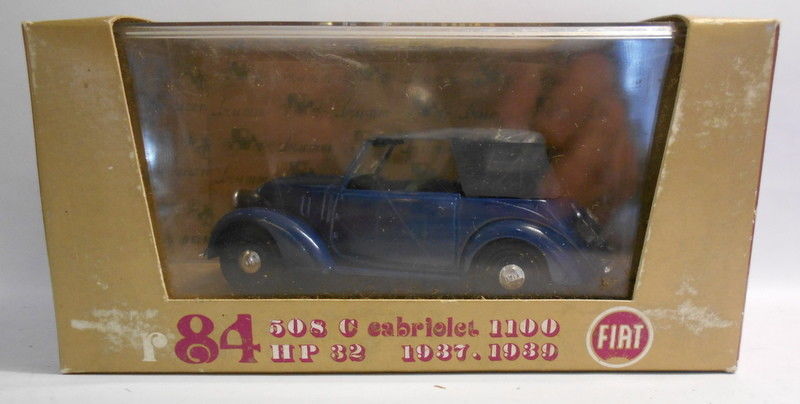 r84 508 C cabriolet 1100
HP 32 1937.1939
FIAT